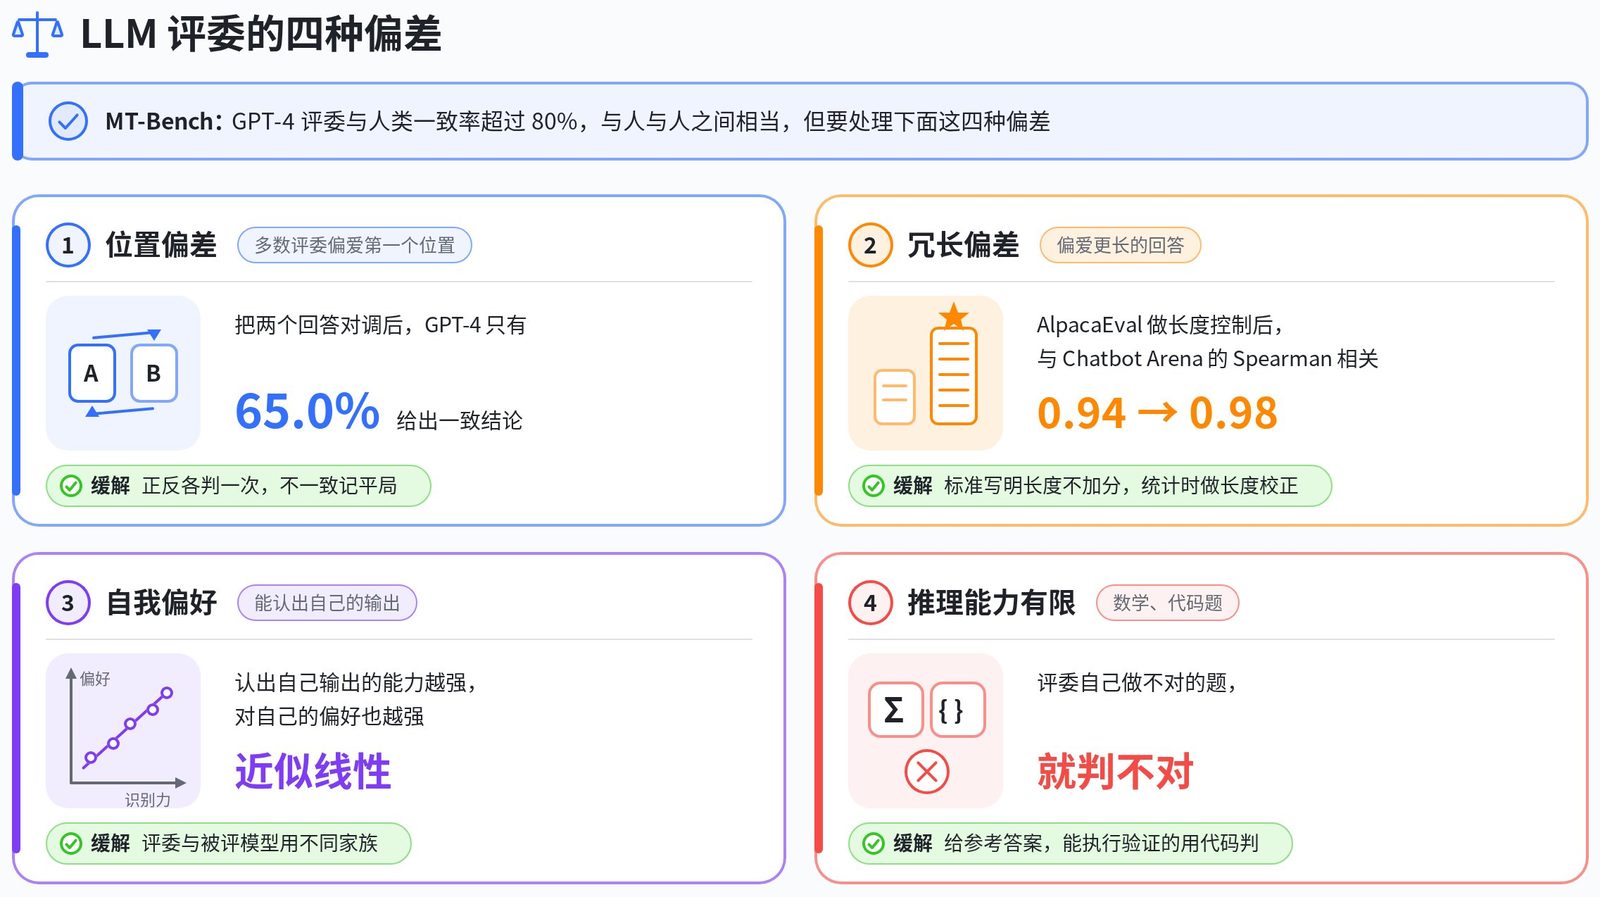 LLM 评委的四种偏差
MT-Bench：GPT-4 评委与人类一致率超过 80%，与人与人之间相当，但要处理下面这四种偏差
1 位置偏差 多数评委偏爱第一个位置
A B
把两个回答对调后，GPT-4 只有
65.0% 给出一致结论
缓解 正反各判一次，不一致记平局
2 冗长偏差 偏爱更长的回答
AlpacaEval 做长度控制后，
与 Chatbot Arena 的 Spearman 相关
0.94 → 0.98
缓解 标准写明长度不加分，统计时做长度校正
3 自我偏好 能认出自己的输出
偏好
识别力
认出自己输出的能力越强，
对自己的偏好也越强
近似线性
缓解 评委与被评模型用不同家族
4 推理能力有限 数学、代码题
Σ { }
评委自己做不对的题，
就判不对
缓解 给参考答案，能执行验证的用代码判